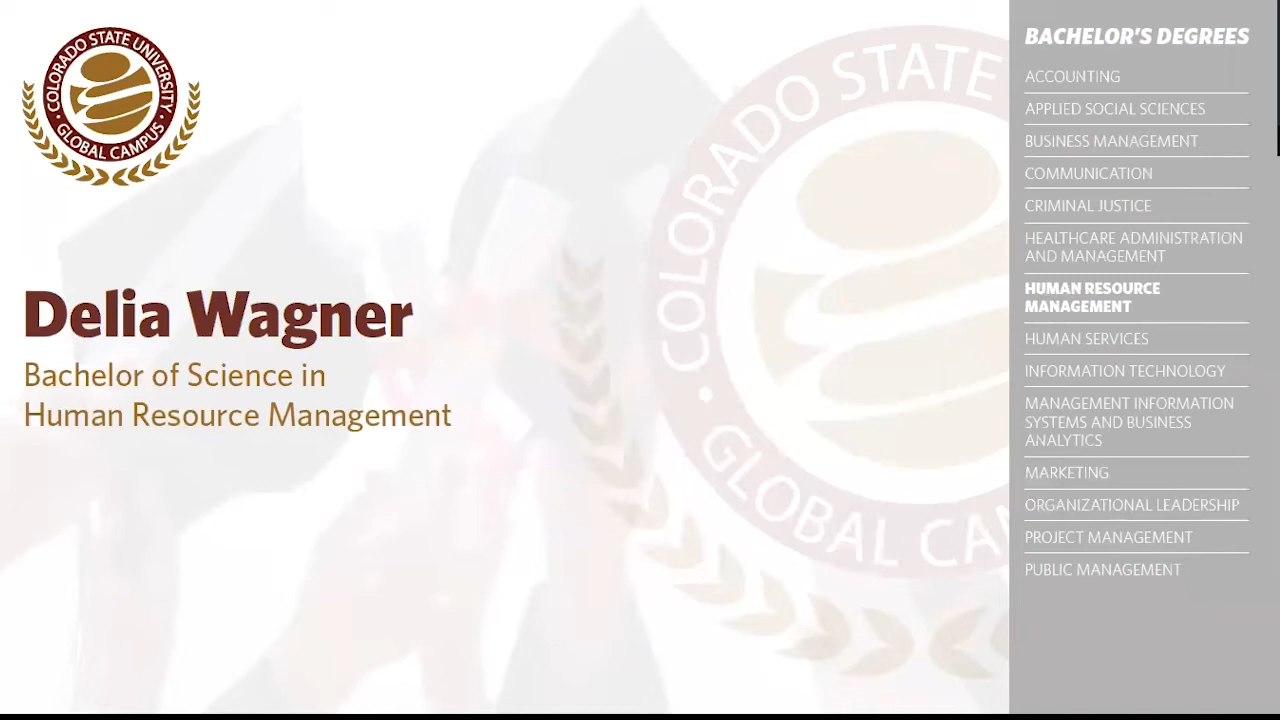 COLORADO STATE UNIVERSITY
GLOBAL CAMPUS
Delia Wagner
Bachelor of Science in
Human Resource Management
COLORADO STATE
GLOBAL CAM
BACHELOR'S DEGREES
ACCOUNTING
APPLIED SOCIAL SCIENCES
BUSINESS MANAGEMENT
COMMUNICATION
CRIMINAL JUSTICE
HEALTHCARE ADMINISTRATION
AND MANAGEMENT
HUMAN RESOURCE
MANAGEMENT
HUMAN SERVICES
INFORMATION TECHNOLOGY
MANAGEMENT INFORMATION
SYSTEMS AND BUSINESS
ANALYTICS
MARKETING
ORGANIZATIONAL LEADERSHIP
PROJECT MANAGEMENT
PUBLIC MANAGEMENT